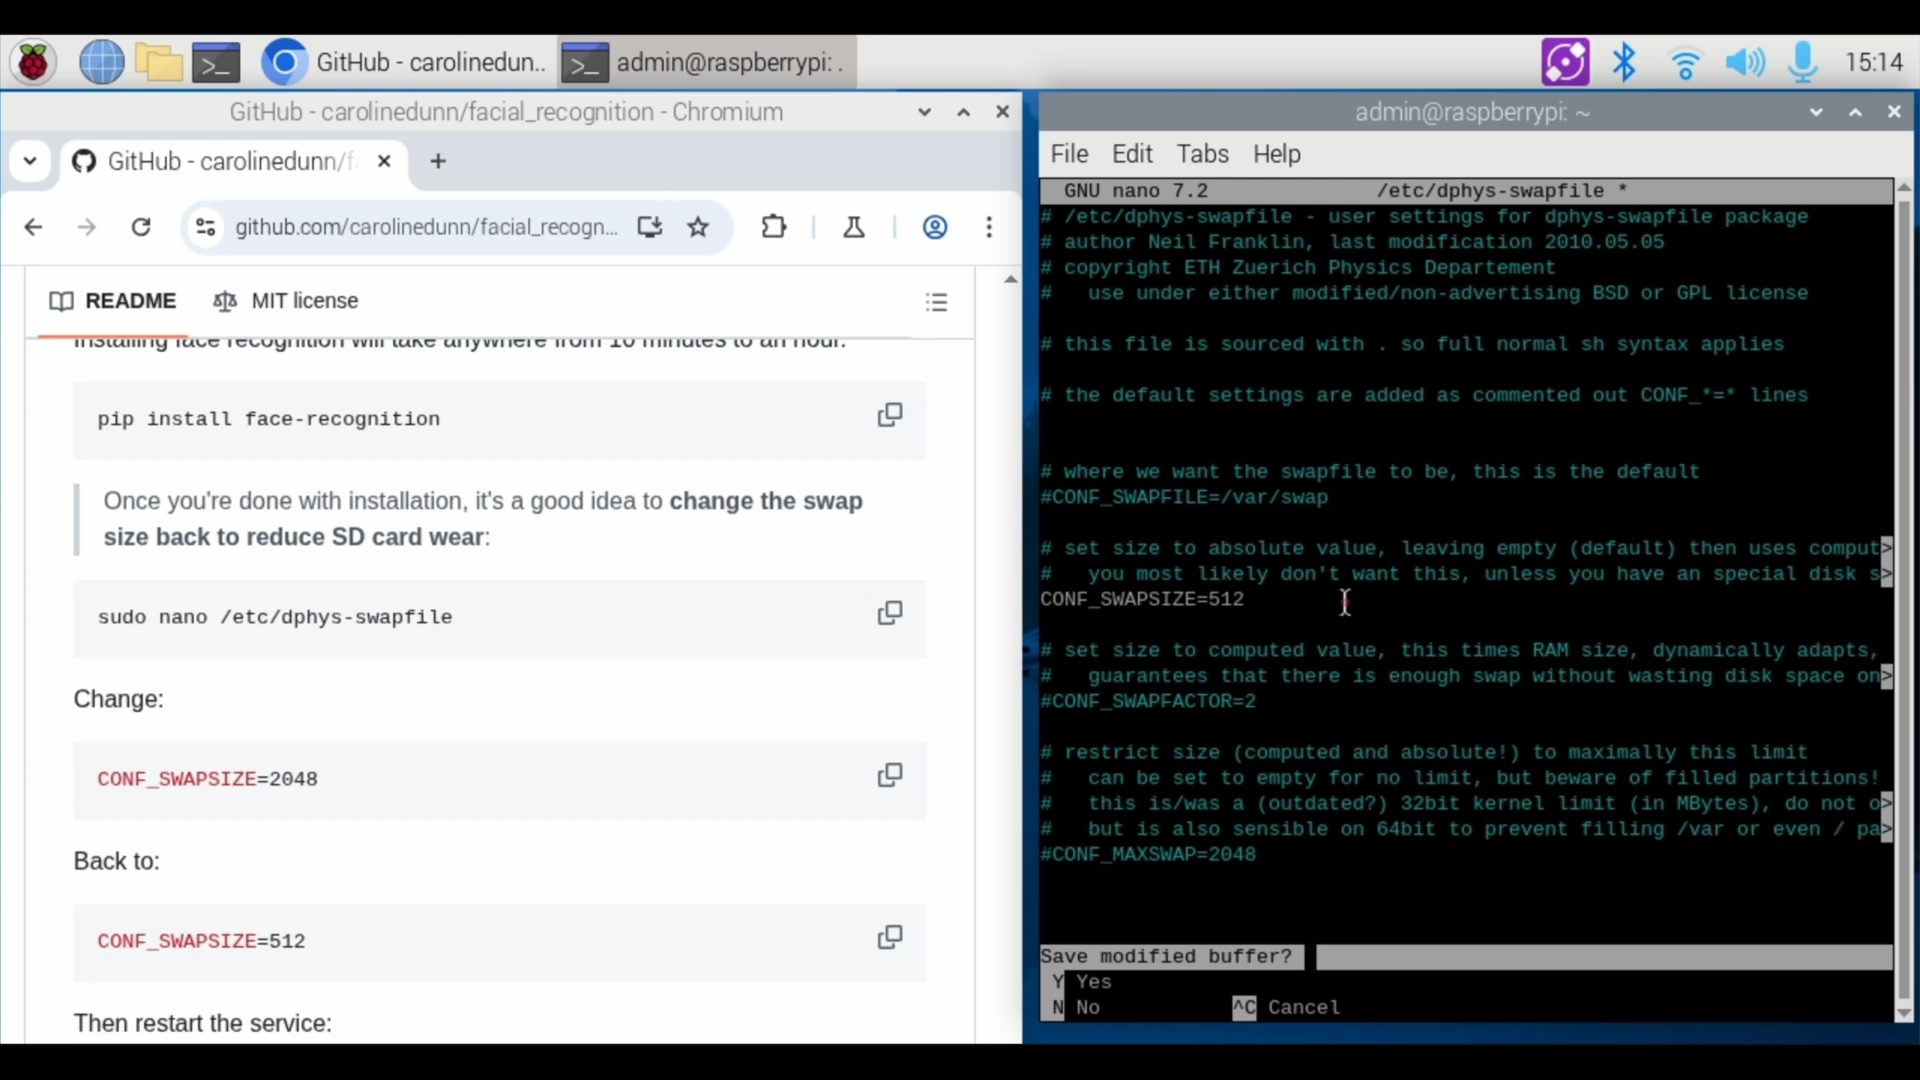 GitHub - carolinedun..
admin@raspberrypi: .
15:14
GitHub - carolinedunn/facial_recognition - Chromium
GitHub - carolinedunn/f
github.com/carolinedunn/facial_recogn...
README
MIT license
Installing face recognition will take anywhere from 10 minutes to an hour.
pip install face-recognition
Once you're done with installation, it's a good idea to change the swap
size back to reduce SD card wear:
sudo nano /etc/dphys-swapfile
Change:
CONF_SWAPSIZE=2048
Back to:
CONF_SWAPSIZE=512
Then restart the service:
admin@raspberrypi: ~
File Edit Tabs Help
GNU nano 7.2 /etc/dphys-swapfile *
# /etc/dphys-swapfile - user settings for dphys-swapfile package
# author Neil Franklin, last modification 2010.05.05
# copyright ETH Zuerich Physics Departement
#   use under either modified/non-advertising BSD or GPL license
# this file is sourced with . so full normal sh syntax applies
# the default settings are added as commented out CONF_*=* lines
# where we want the swapfile to be, this is the default
#CONF_SWAPFILE=/var/swap
# set size to absolute value, leaving empty (default) then uses comput>
#   you most likely don't want this, unless you have an special disk s>
CONF_SWAPSIZE=512
# set size to computed value, this times RAM size, dynamically adapts,
#   guarantees that there is enough swap without wasting disk space on>
#CONF_SWAPFACTOR=2
# restrict size (computed and absolute!) to maximally this limit
#   can be set to empty for no limit, but beware of filled partitions!
#   this is/was a (outdated?) 32bit kernel limit (in MBytes), do not o>
#   but is also sensible on 64bit to prevent filling /var or even / pa>
#CONF_MAXSWAP=2048
Save modified buffer?
Y Yes
N No ^C Cancel